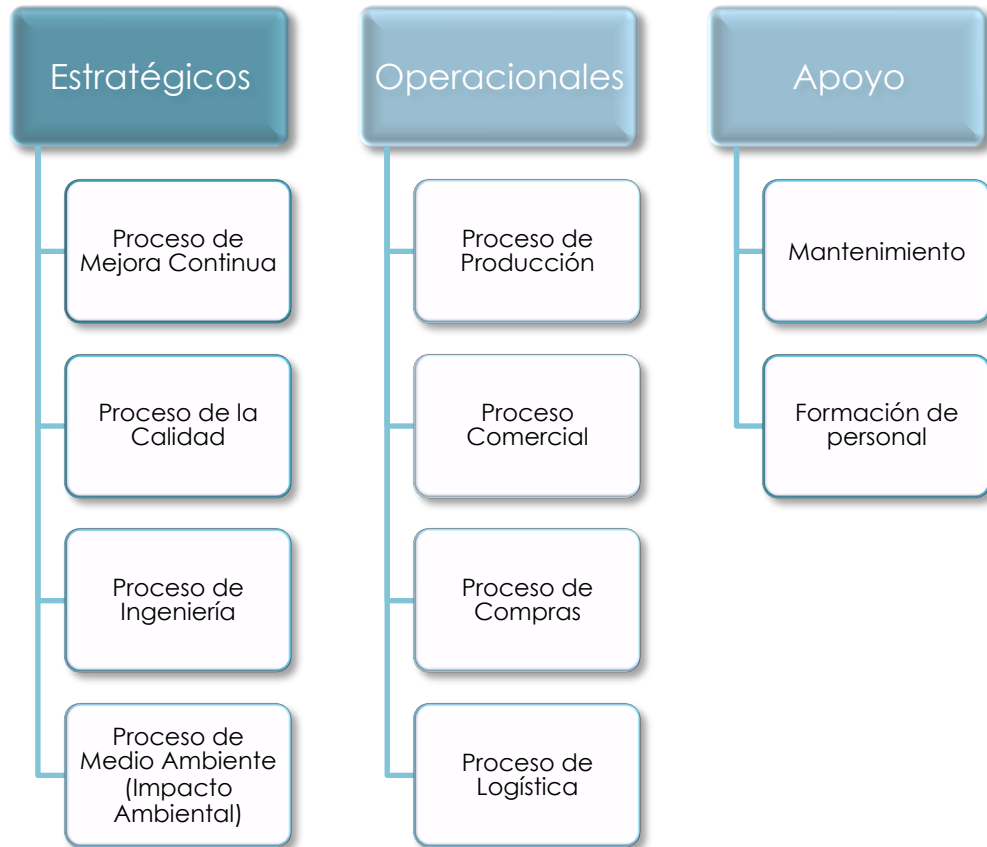 Estratégicos
Proceso de
Mejora Continua
Proceso de la
Calidad
Proceso de
Ingeniería
Proceso de
Medio Ambiente
(Impacto
Ambiental)
Operacionales
Proceso de
Producción
Proceso
Comercial
Proceso de
Compras
Proceso de
Logística
Apoyo
Mantenimiento
Formación de
personal